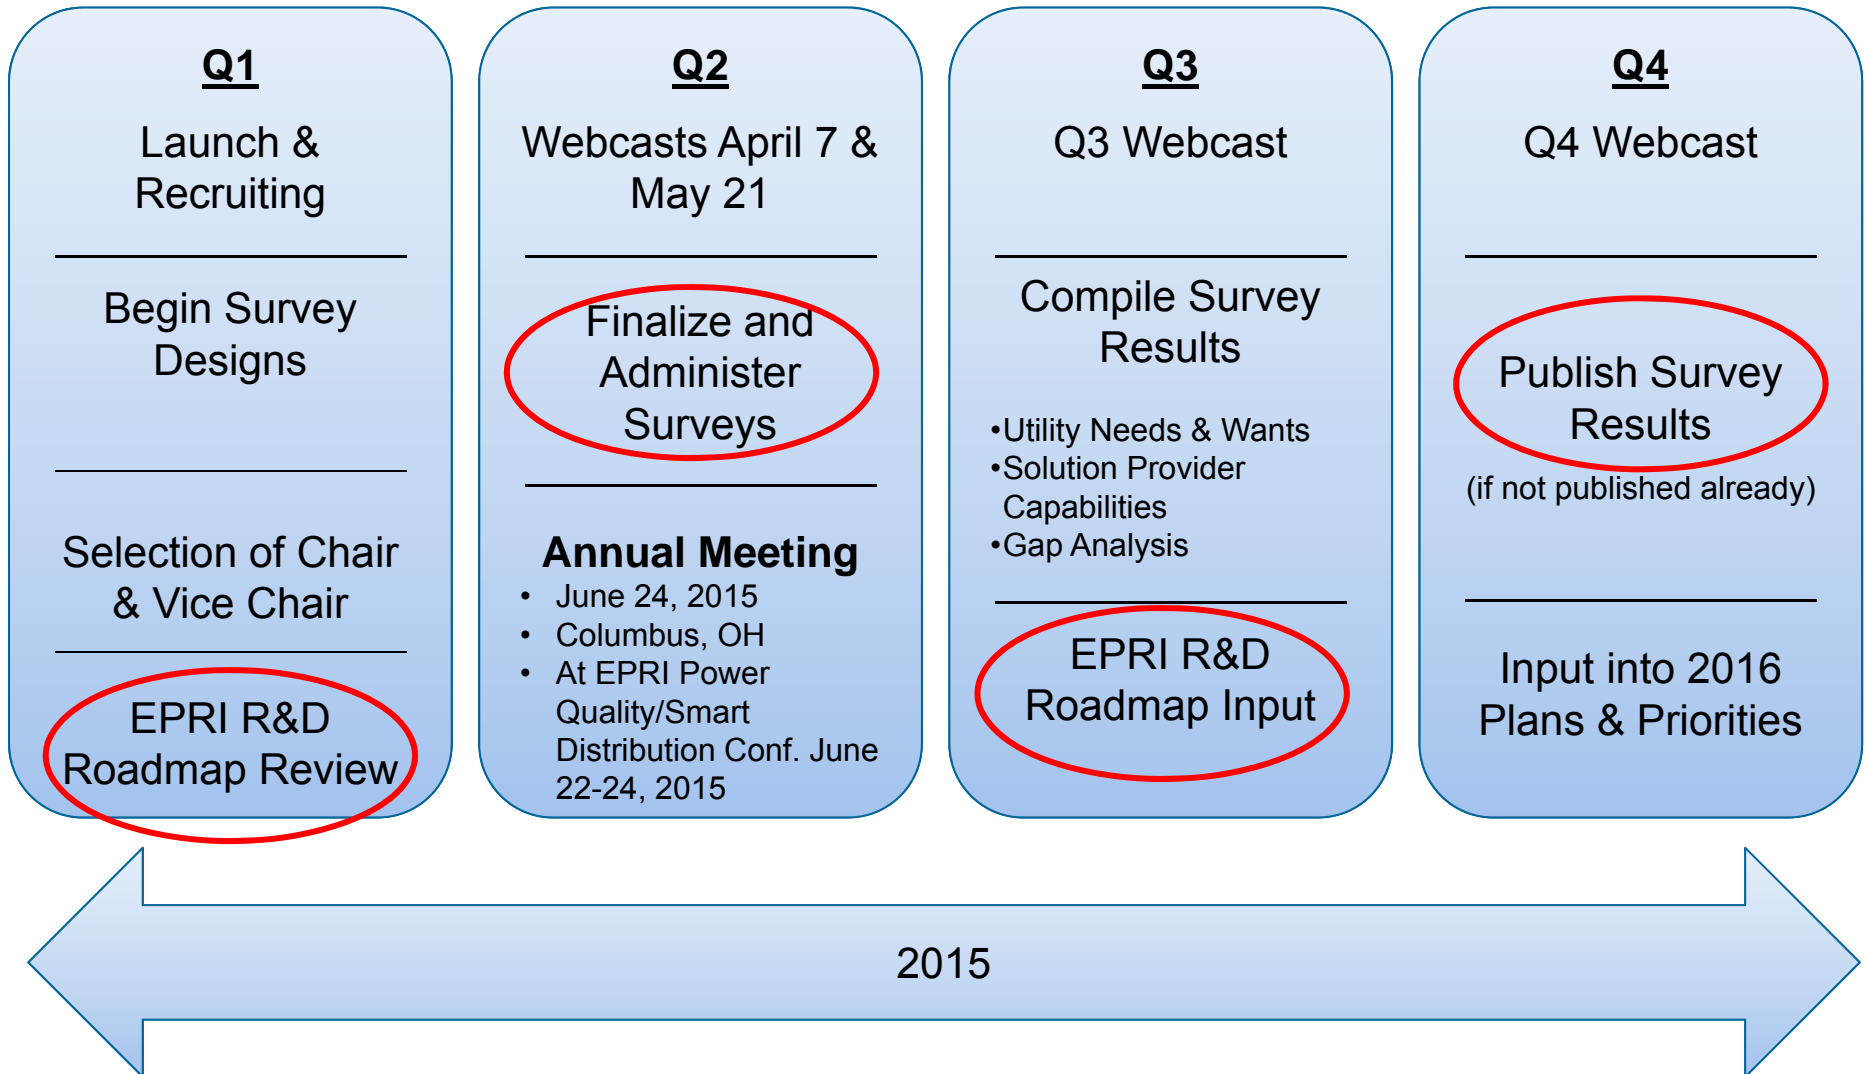 Q1
Launch &
Recruiting
Begin Survey
Designs
Selection of Chair
& Vice Chair
EPRI R&D
Roadmap Review
Q2
Webcasts April 7 &
May 21
Finalize and
Administer
Surveys
Annual Meeting
• June 24, 2015
• Columbus, OH
• At EPRI Power
Quality/Smart
Distribution Conf. June
22-24, 2015
Q3
Q3 Webcast
Compile Survey
Results
•Utility Needs & Wants
•Solution Provider
Capabilities
•Gap Analysis
EPRI R&D
Roadmap Input
Q4
Q4 Webcast
Publish Survey
Results
(if not published already)
Input into 2016
Plans & Priorities
2015